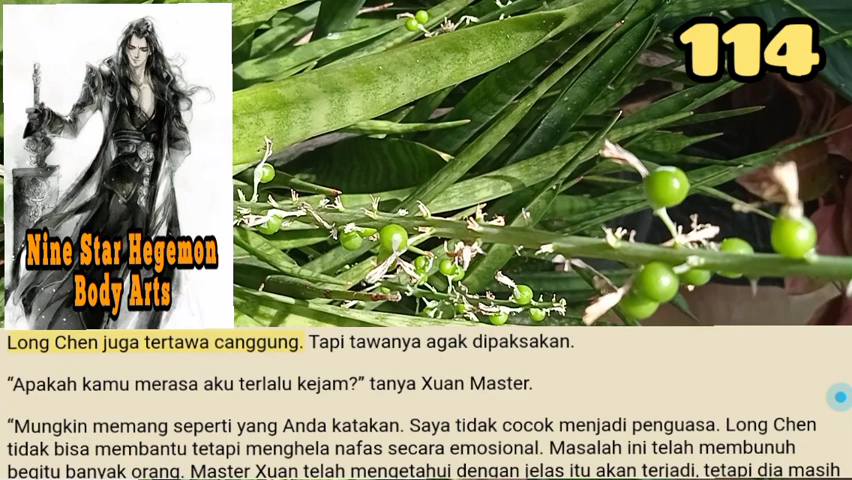 114
Nine Star Hegemon
Body Arts
Long Chen juga tertawa canggung. Tapi tawanya agak dipaksakan.
“Apakah kamu merasa aku terlalu kejam?” tanya Xuan Master.
“Mungkin memang seperti yang Anda katakan. Saya tidak cocok menjadi penguasa. Long Chen
tidak bisa membantu tetapi menghela nafas secara emosional. Masalah ini telah membunuh
begitu banyak orang. Master Xuan telah mengetahui dengan jelas itu akan terjadi, tetapi dia masih